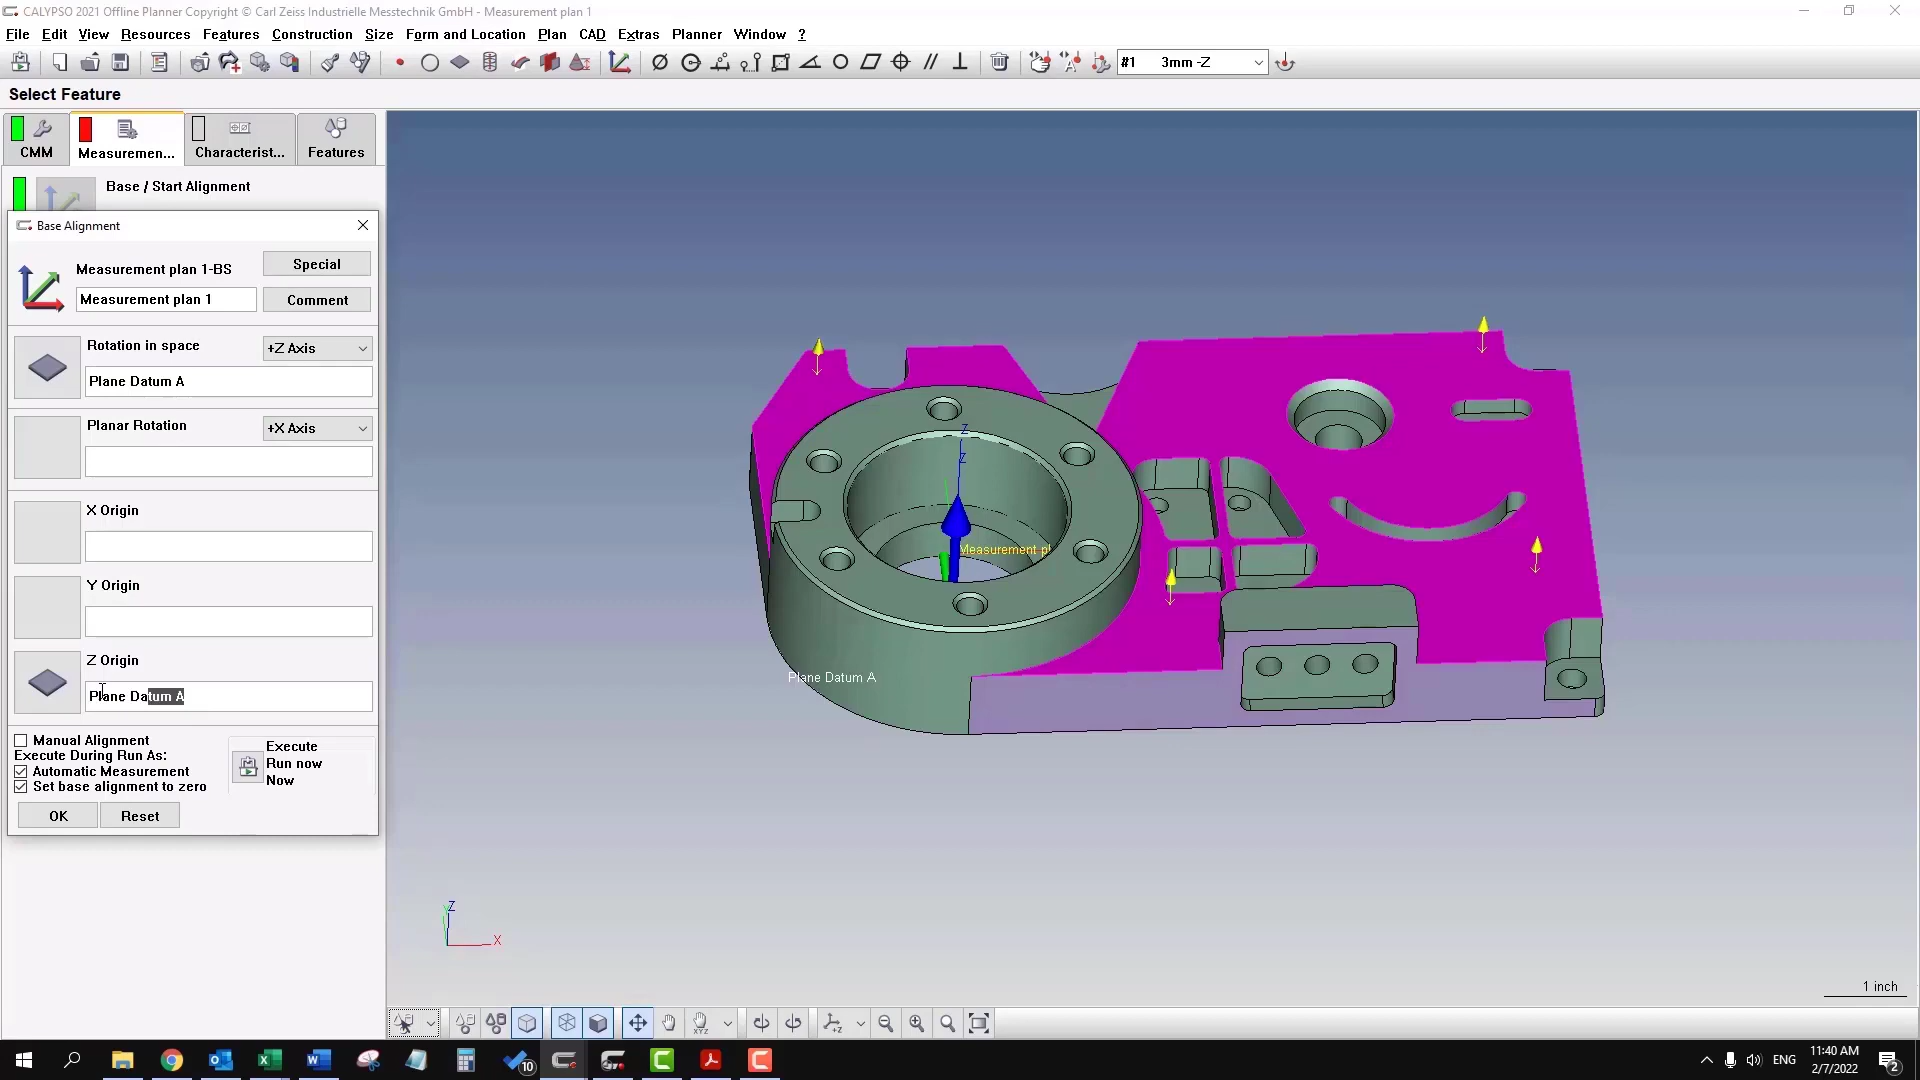 CALYPSO 2021 Offline Planner Copyright © Carl Zeiss Industrielle Messtechnik GmbH - Measurement plan 1
File Edit View Resources Features Construction Size Form and Location Plan CAD Extras Planner Window ?
#1 3mm -Z
Select Feature
CMM
Measuremen...
Characterist...
Features
Base / Start Alignment
Base Alignment
Measurement plan 1-BS
Special
Measurement plan 1
Comment
Rotation in space
+Z Axis
Plane Datum A
Planar Rotation
+X Axis
X Origin
Y Origin
Z Origin
Plane Datum A
Manual Alignment
Execute During Run As:
Automatic Measurement
Set base alignment to zero
Execute
Run now
Now
OK
Reset
Z
Z
Measurement pl
Plane Datum A
Z
Y
X
1 inch
XYZ
+Z
10
ENG
11:40 AM
2/7/2022
2